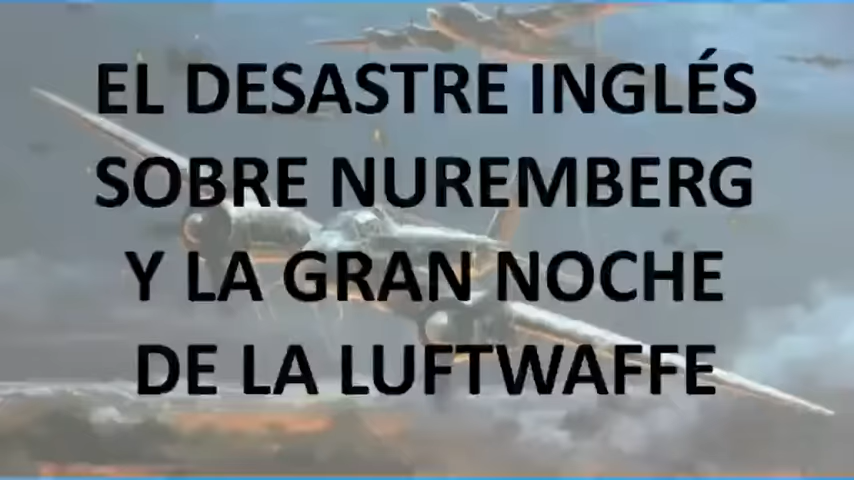 EL DESASTRE INGLÉS
SOBRE NUREMBERG
Y LA GRAN NOCHE
DE LA LUFTWAFFE